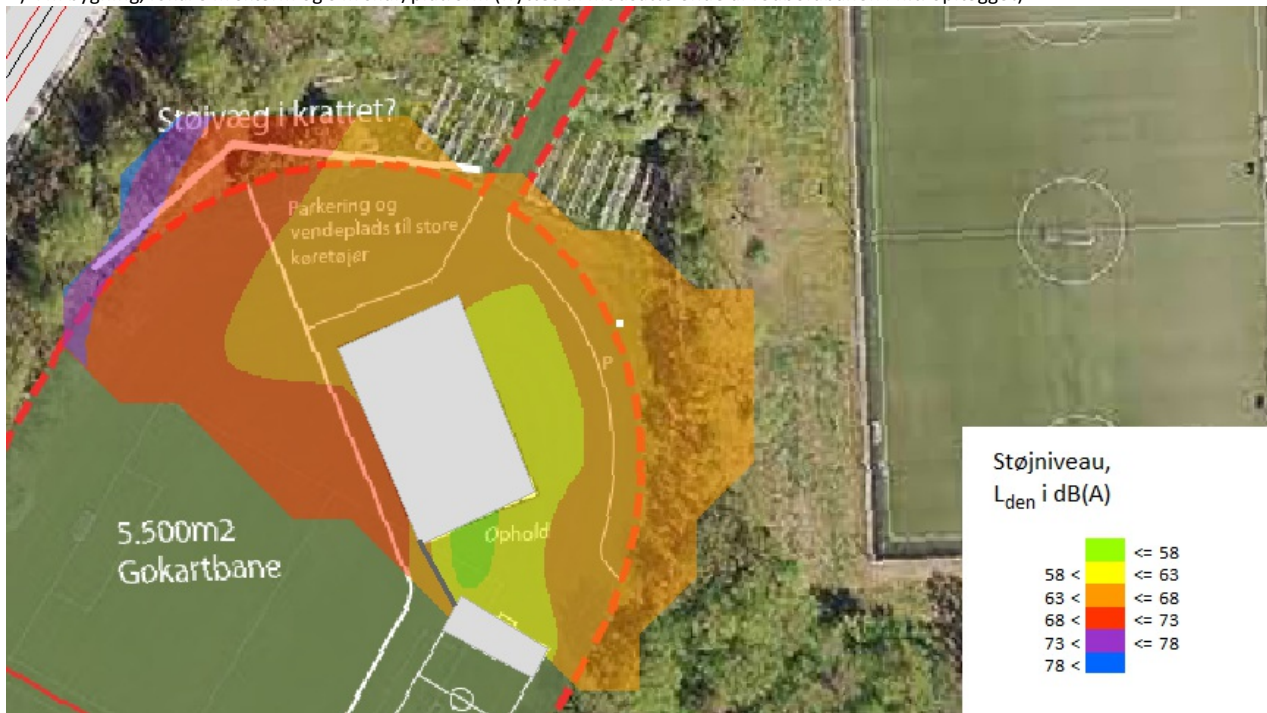 Støjvæg i krattet?
Parkering og
vendeplads til store
køretøjer
P
Ophold
5.500m2
Gokartbane
Støjniveau,
Lden i dB(A)
<= 58
58 < <= 63
63 < <= 68
68 < <= 73
73 < <= 78
78 <